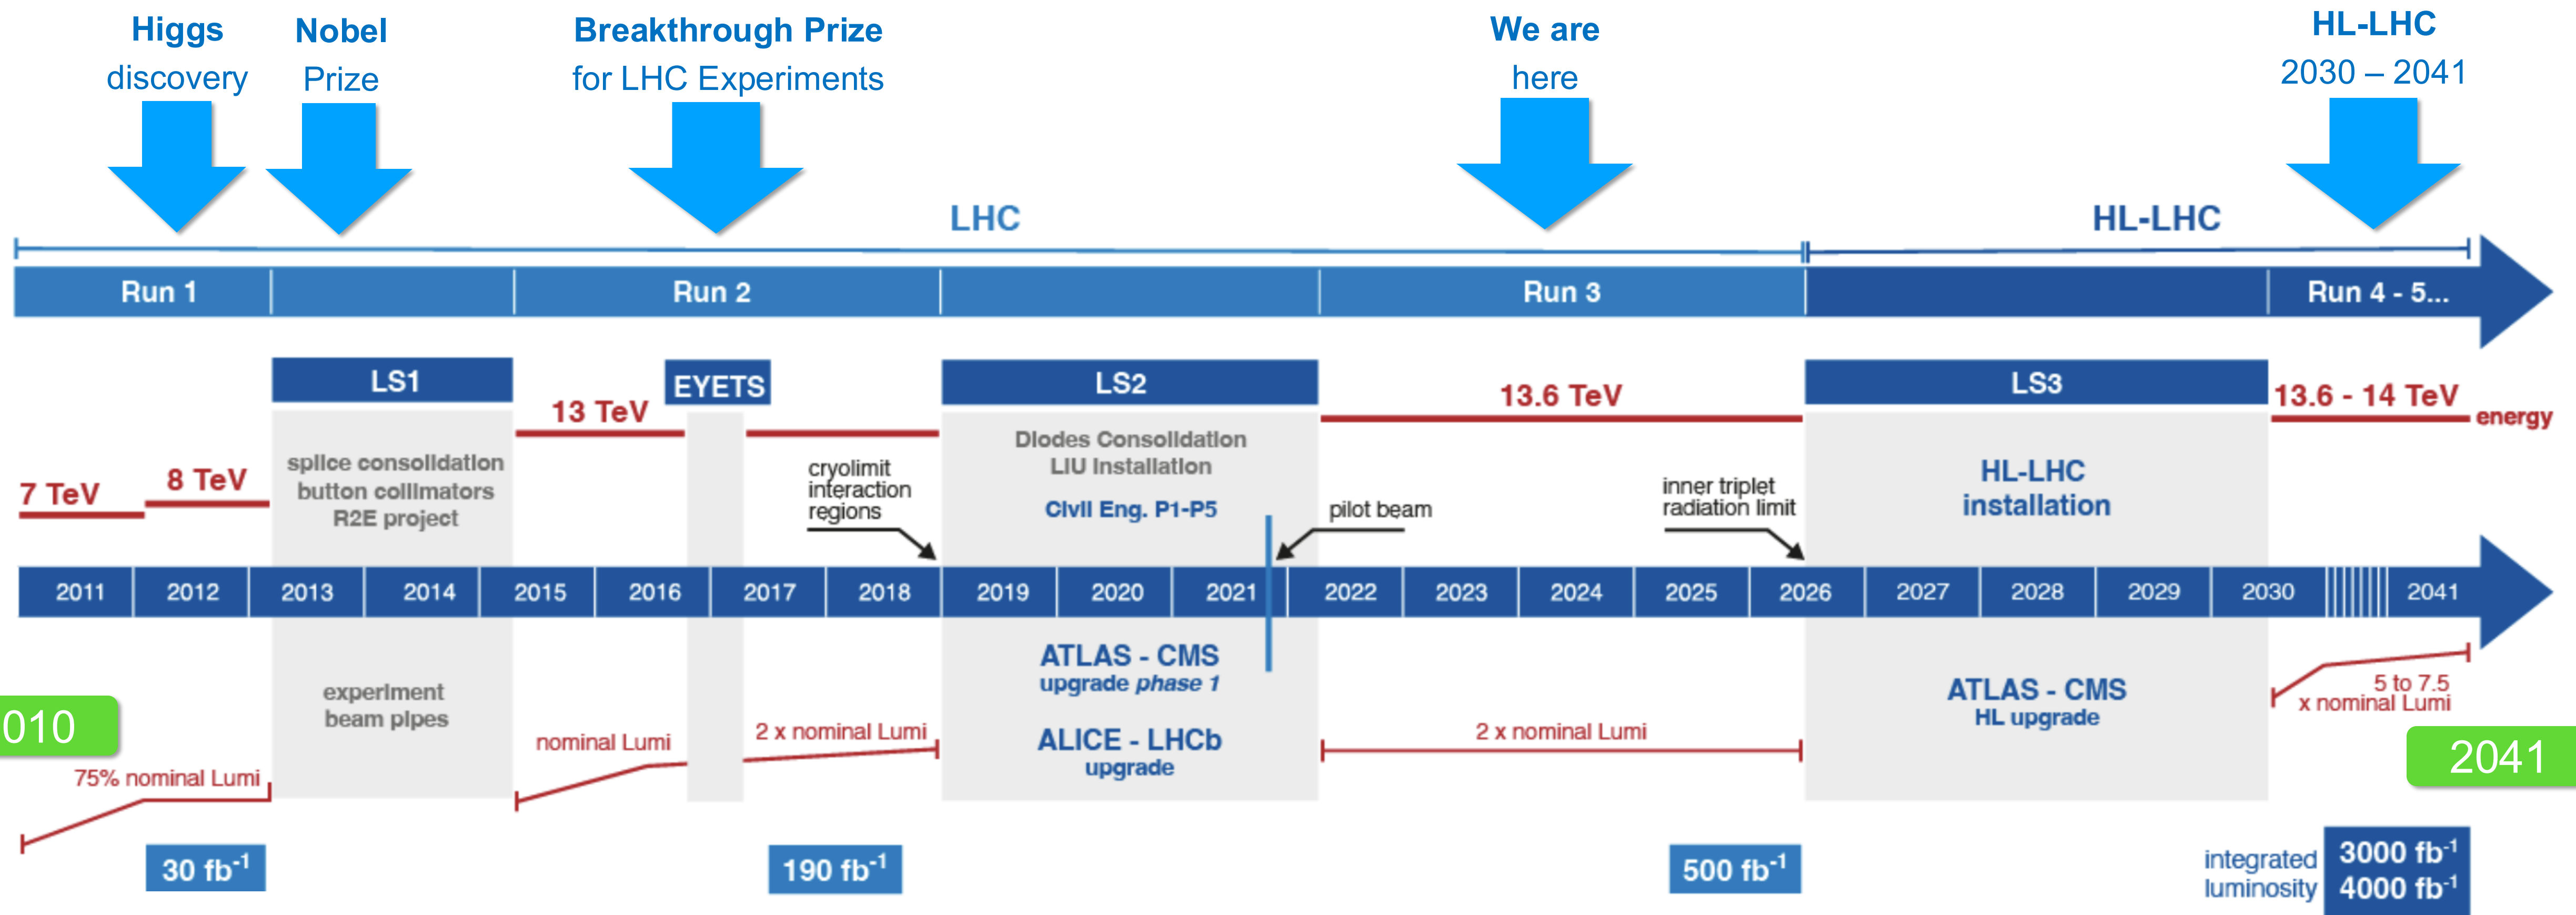 Higgs
discovery
Nobel
Prize
Breakthrough Prize
for LHC Experiments
We are
here
HL-LHC
2030 – 2041
LHC
HL-LHC
Run 1
Run 2
Run 3
Run 4 - 5...
LS1
EYETS
LS2
LS3
13 TeV
13.6 TeV
13.6 - 14 TeV
energy
7 TeV
8 TeV
splice consolidation
button collimators
R2E project
cryolimit
interaction
regions
Diodes Consolidation
LIU Installation
Civil Eng. P1-P5
pilot beam
inner triplet
radiation limit
HL-LHC
installation
2011 2012 2013 2014 2015 2016 2017 2018 2019 2020 2021 2022 2023 2024 2025 2026 2027 2028 2029 2030 2041
010
75% nominal Lumi
experiment
beam pipes
nominal Lumi
2 x nominal Lumi
ATLAS - CMS
upgrade phase 1
ALICE - LHCb
upgrade
2 x nominal Lumi
ATLAS - CMS
HL upgrade
5 to 7.5
x nominal Lumi
2041
30 fb-1
190 fb-1
500 fb-1
integrated
luminosity
3000 fb-1
4000 fb-1